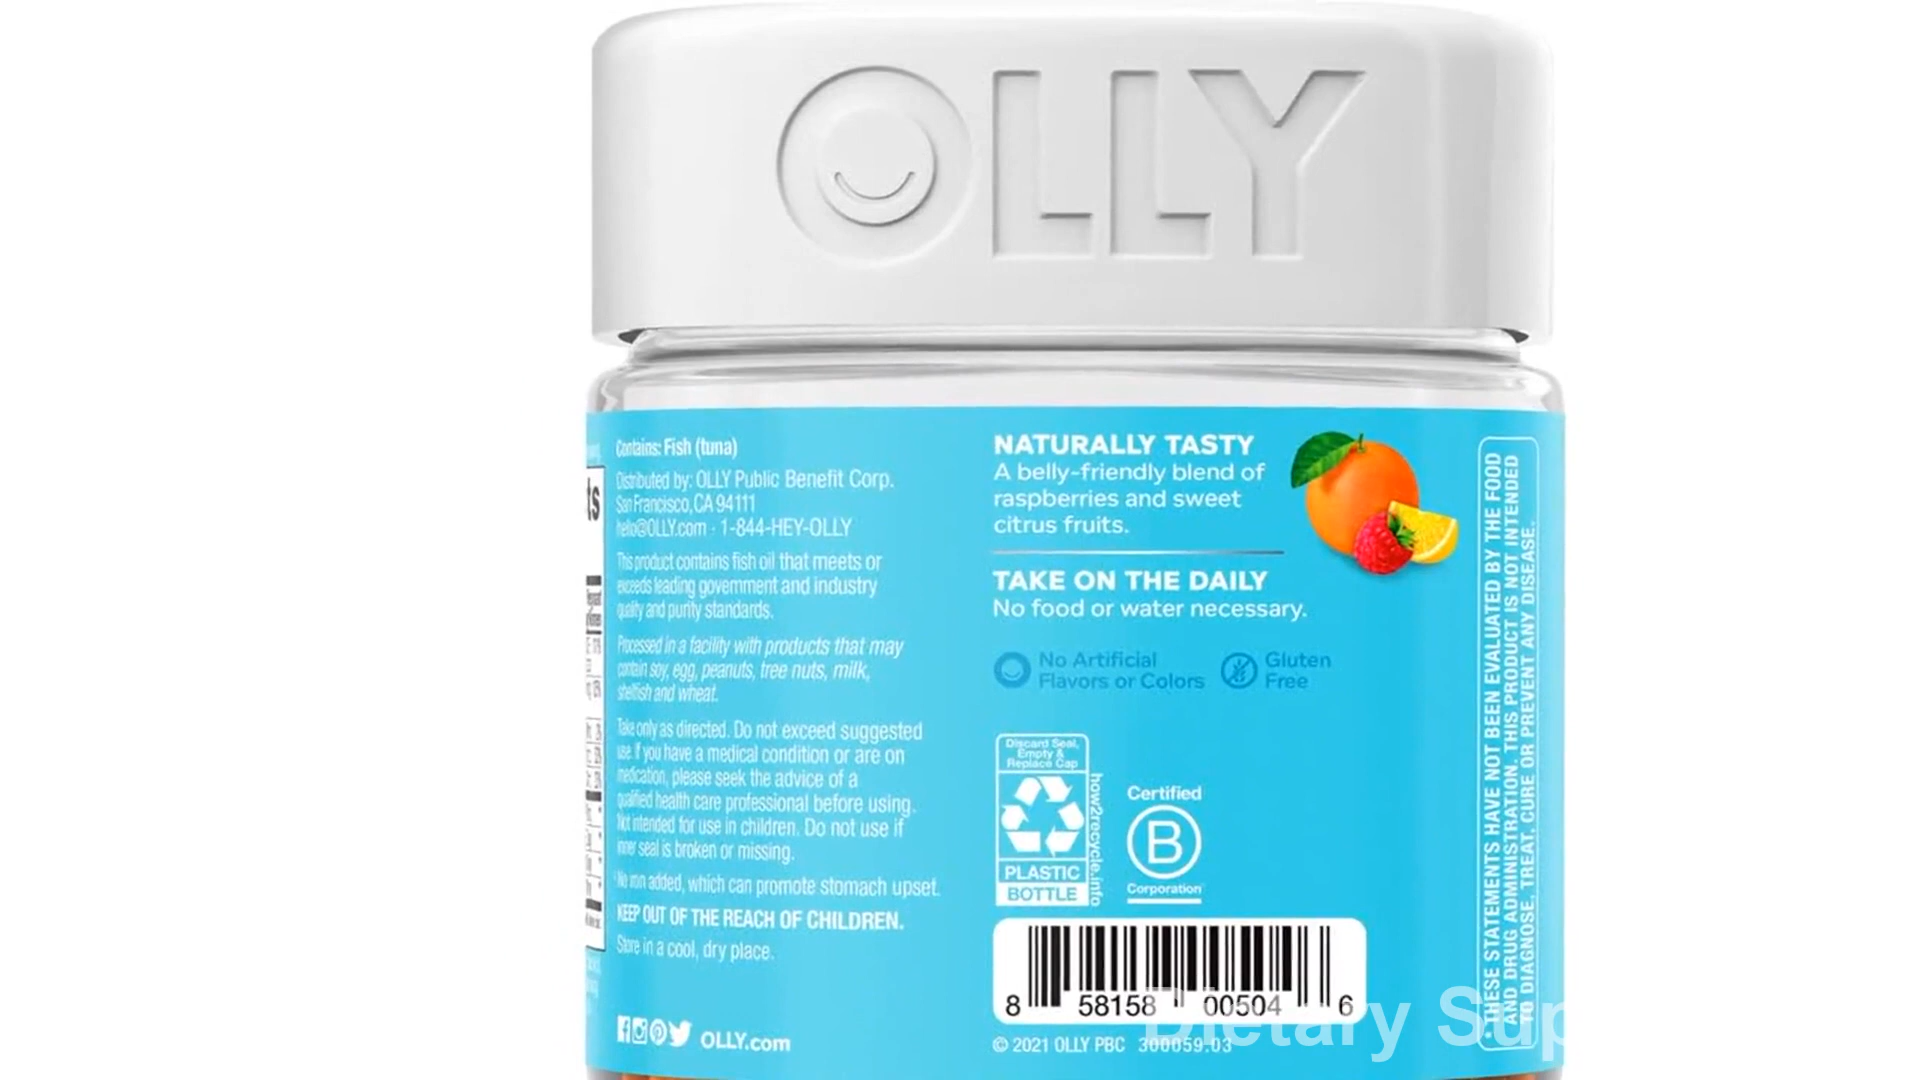 OLLY
ts
Contains: Fish (tuna)
Distributed by: OLLY Public Benefit Corp.
San Francisco, CA 94111
hello@OLLY.com · 1-844-HEY-OLLY
This product contains fish oil that meets or
exceeds leading government and industry
quality and purity standards.
Processed in a facility with products that may
contain soy, egg, peanuts, tree nuts, milk,
shellfish and wheat.
Take only as directed. Do not exceed suggested
use. If you have a medical condition or are on
medication, please seek the advice of a
qualified health care professional before using.
Not intended for use in children. Do not use if
inner seal is broken or missing.
No iron added, which can promote stomach upset.
KEEP OUT OF THE REACH OF CHILDREN.
Store in a cool, dry place.
OLLY.com
NATURALLY TASTY
A belly-friendly blend of
raspberries and sweet
citrus fruits.
TAKE ON THE DAILY
No food or water necessary.
No Artificial
Flavors or Colors
Gluten
Free
Discard Seal,
Empty &
Replace Cap
PLASTIC
BOTTLE
how2recycle.info
Certified
B
Corporation
8 58158 00504 6
© 2021 OLLY PBC 300059.03
THESE STATEMENTS HAVE NOT BEEN EVALUATED BY THE FOOD
AND DRUG ADMINISTRATION. THIS PRODUCT IS NOT INTENDED
TO DIAGNOSE, TREAT, CURE OR PREVENT ANY DISEASE.
Dietary Sup